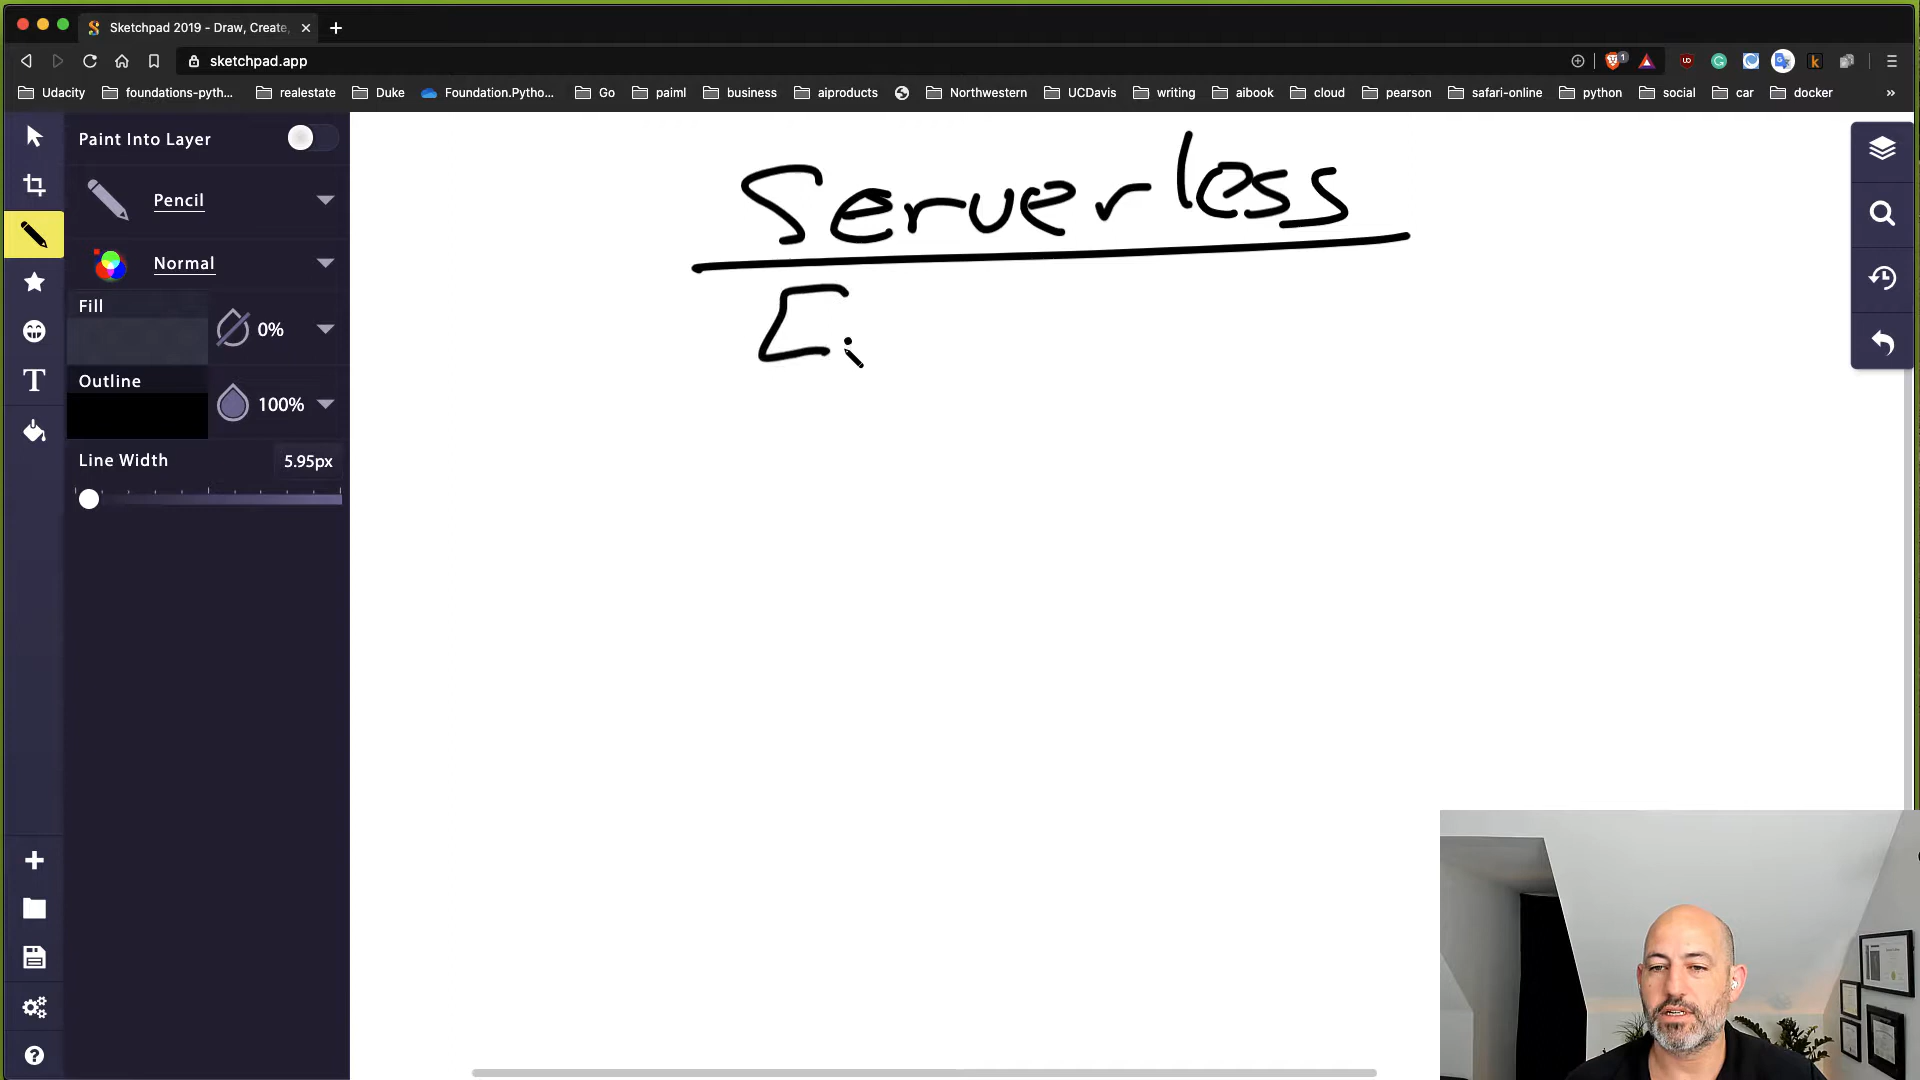 Sketchpad 2019 - Draw, Create,
sketchpad.app
1
Udacity
foundations-pyth...
realestate
Duke
Foundation.Pytho...
Go
paiml
business
aiproducts
Northwestern
UCDavis
writing
aibook
cloud
pearson
safari-online
python
social
car
docker
»
Paint Into Layer
Pencil
Normal
Fill
0%
Outline
100%
Line Width
5.95px
T
Serverless